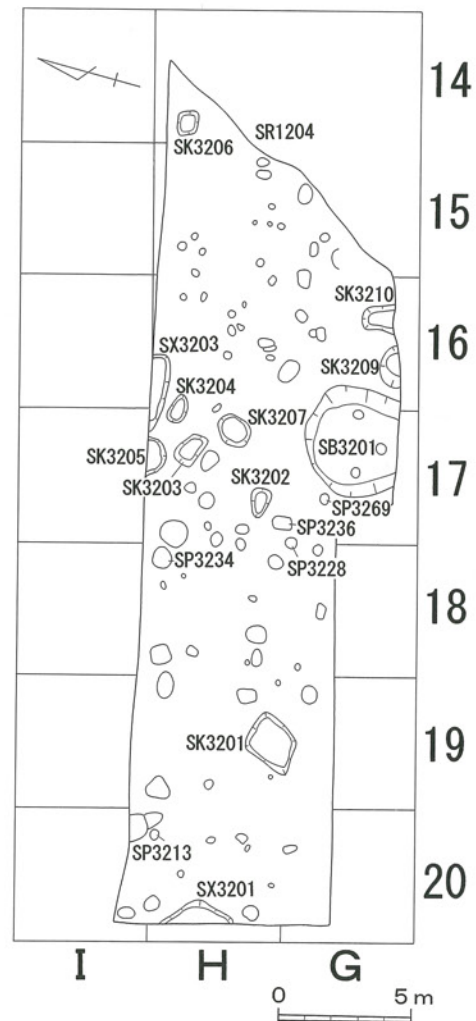 14
SR1204
SK3206
15
SK3210
16
SX3203
SK3204
SK3209
SK3207
SB3201
SK3205
17
SK3202
SK3203
SP3269
SP3236
SP3234
SP3228
18
SK3201
19
SP3213
20
SX3201
I H G
0 5m